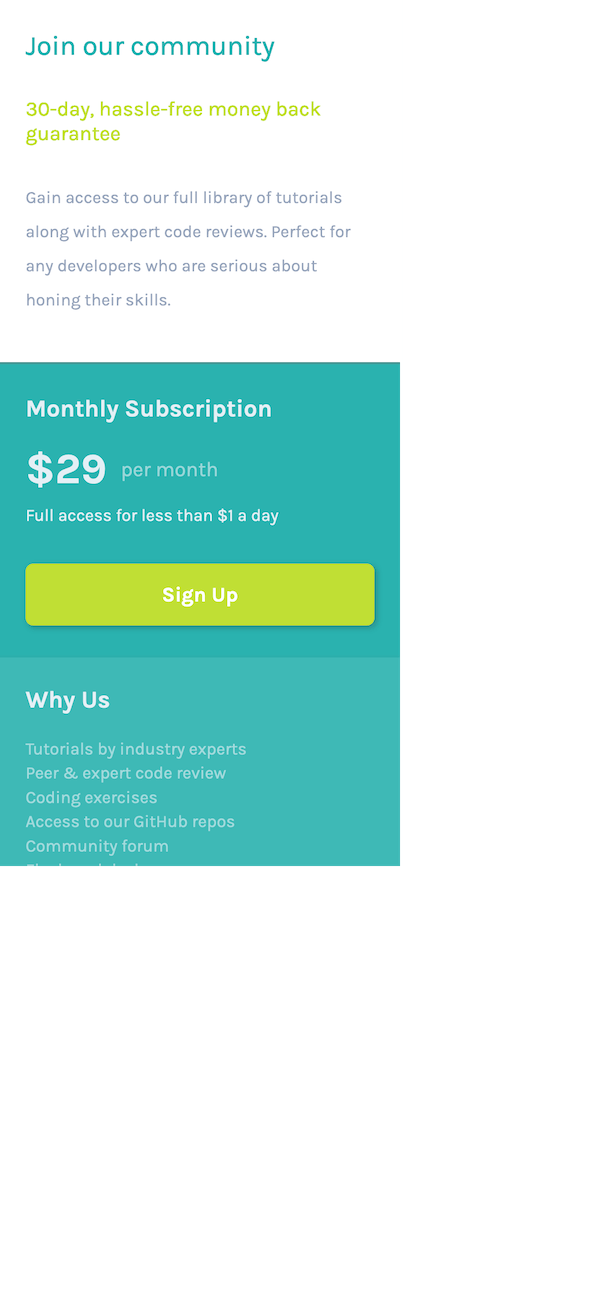 Join our community
30-day, hassle-free money back
guarantee
Gain access to our full library of tutorials
along with expert code reviews. Perfect for
any developers who are serious about
honing their skills.
Monthly Subscription
$29 per month
Full access for less than $1 a day
Sign Up
Why Us
Tutorials by industry experts
Peer & expert code review
Coding exercises
Access to our GitHub repos
Community forum